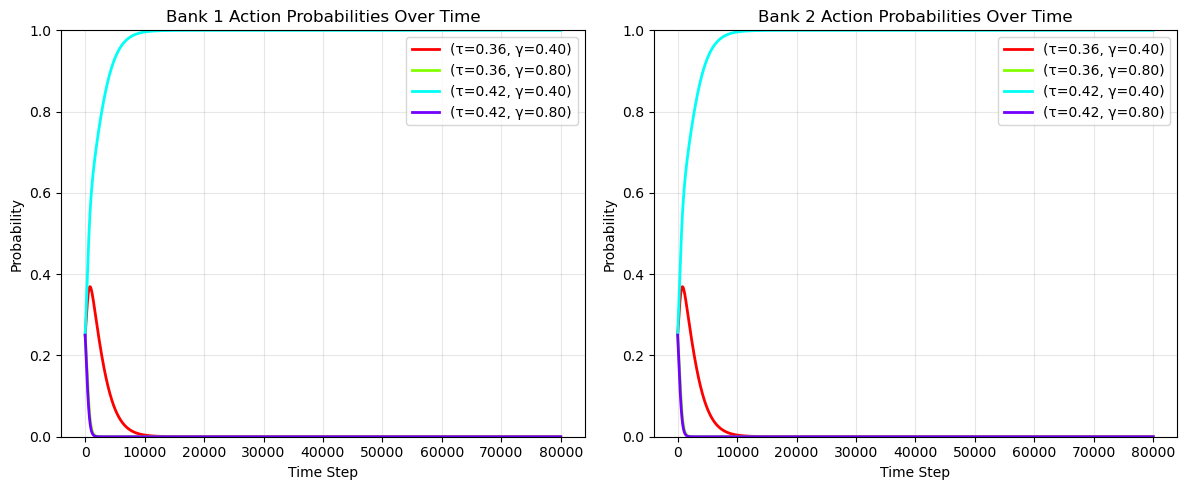 Bank 1 Action Probabilities Over Time
1.0
0.8
0.6
0.4
0.2
0.0
Probability
0 10000 20000 30000 40000 50000 60000 70000 80000
Time Step
(τ=0.36, γ=0.40)
(τ=0.36, γ=0.80)
(τ=0.42, γ=0.40)
(τ=0.42, γ=0.80)
Bank 2 Action Probabilities Over Time
1.0
0.8
0.6
0.4
0.2
0.0
Probability
0 10000 20000 30000 40000 50000 60000 70000 80000
Time Step
(τ=0.36, γ=0.40)
(τ=0.36, γ=0.80)
(τ=0.42, γ=0.40)
(τ=0.42, γ=0.80)